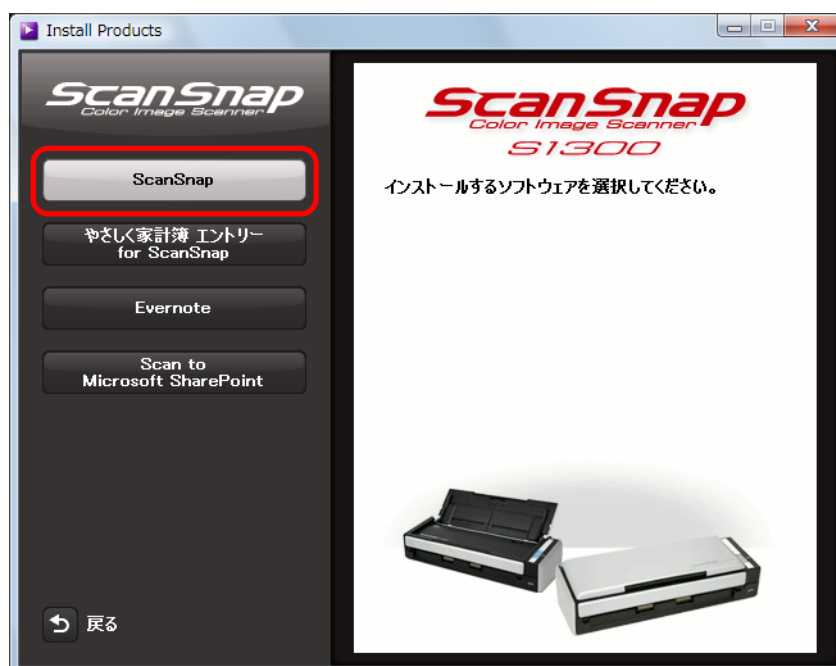 Install Products
ScanSnap
Color Image Scanner
ScanSnap
やさしく家計簿 エントリー
for ScanSnap
Evernote
Scan to
Microsoft SharePoint
戻る
ScanSnap
Color Image Scanner
S1300
インストールするソフトウェアを選択してください。